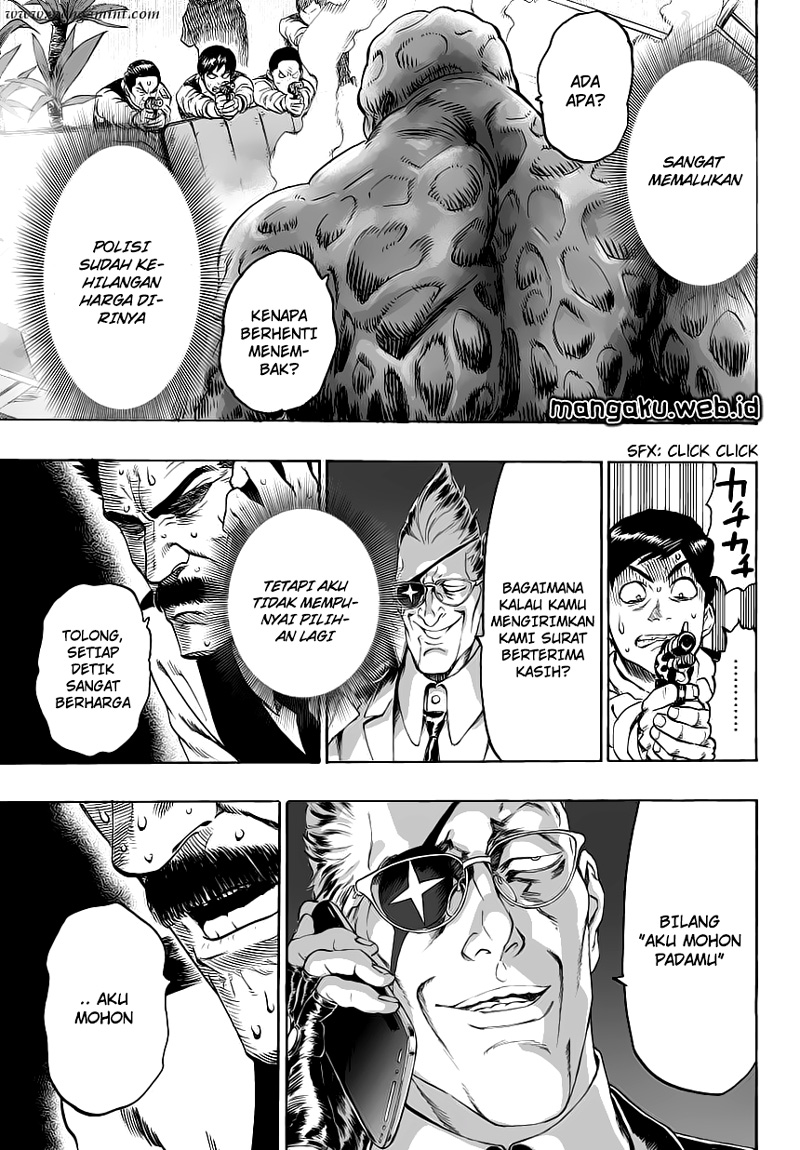 SANGAT
MEMALUKAN
ADA
APA?
KENAPA
BERHENTI
MENEM-
BAK?
POLISI
SUDAH KE-
HILANGAN
HARGA DI-
RINYA
mangaku.web.id
SFX: CLICK CLICK
カチカチ
.........
BAGAIMANA
KALAU KAMU
MENGIRIMKAN
KAMI SURAT
BERTERIMA
KASIH?
TETAPI AKU
TIDAK MEMPU-
NYAI PILIH-
AN LAGI
TOLONG,
SETIAP
DETIK
SANGAT
BERHARGA
BILANG
"AKU MOHON
PADAMU"
.. AKU
MOHON